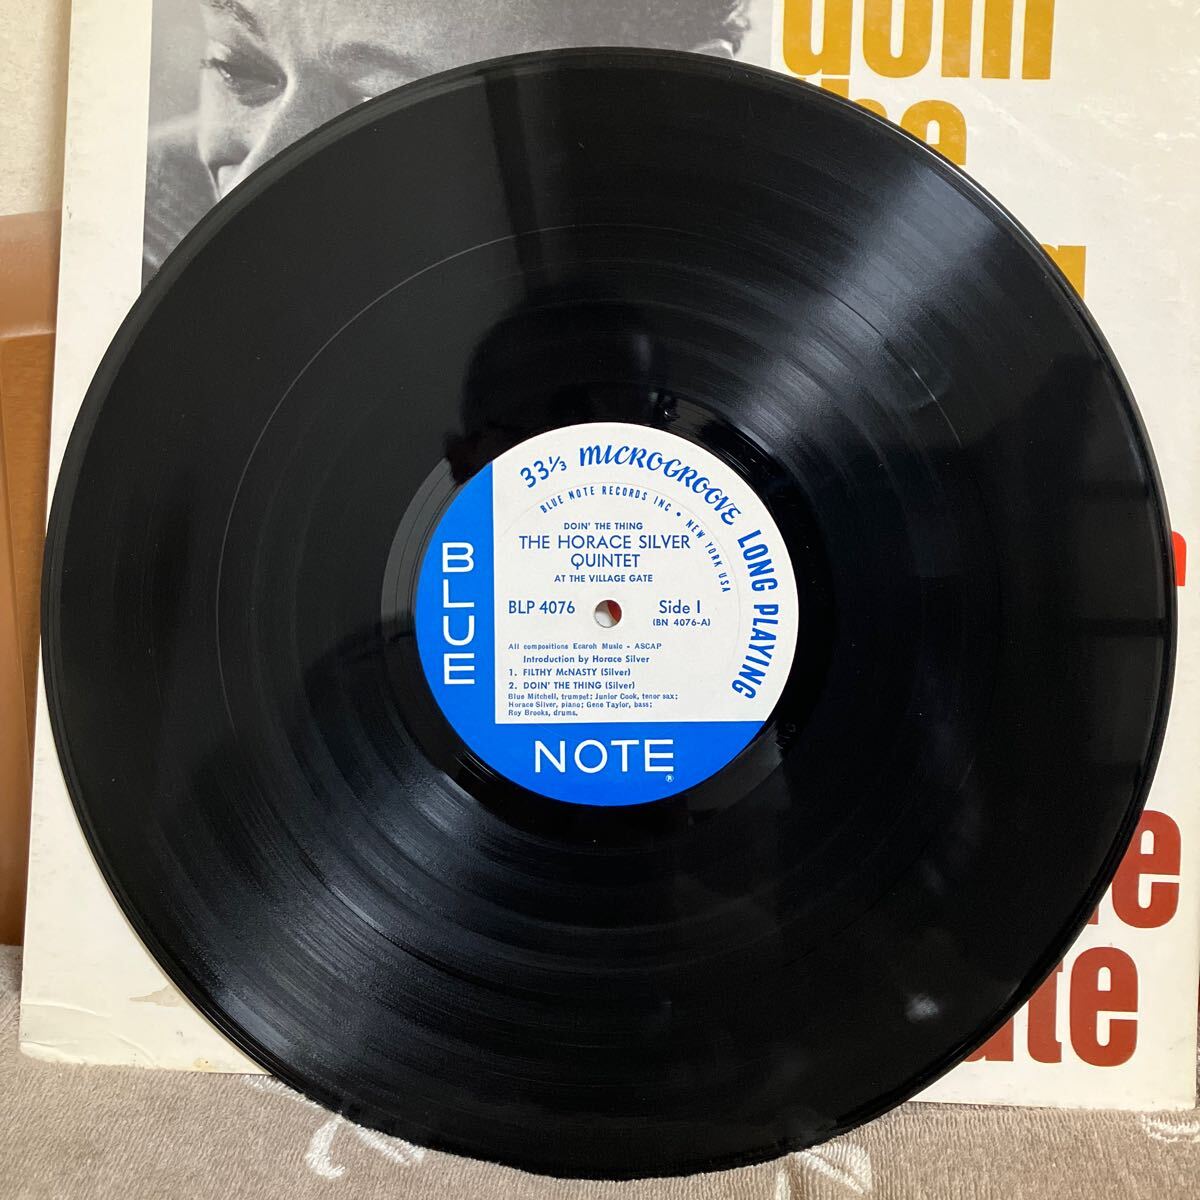 doin
the
33⅓ MICROGROOVE LONG PLAYING
BLUE NOTE RECORDS INC • NEW YORK USA
DOIN' THE THING
THE HORACE SILVER
QUINTET
AT THE VILLAGE GATE
BLP 4076 Side 1
(BN 4076-A)
All compositions Ecaroh Music - ASCAP
Introduction by Horace Silver
1. FILTHY McNASTY (Silver)
2. DOIN' THE THING (Silver)
Blue Mitchell, trumpet; Junior Cook, tenor sax;
Horace Silver, piano; Gene Taylor, bass;
Roy Brooks, drums.
BLUE
NOTE®